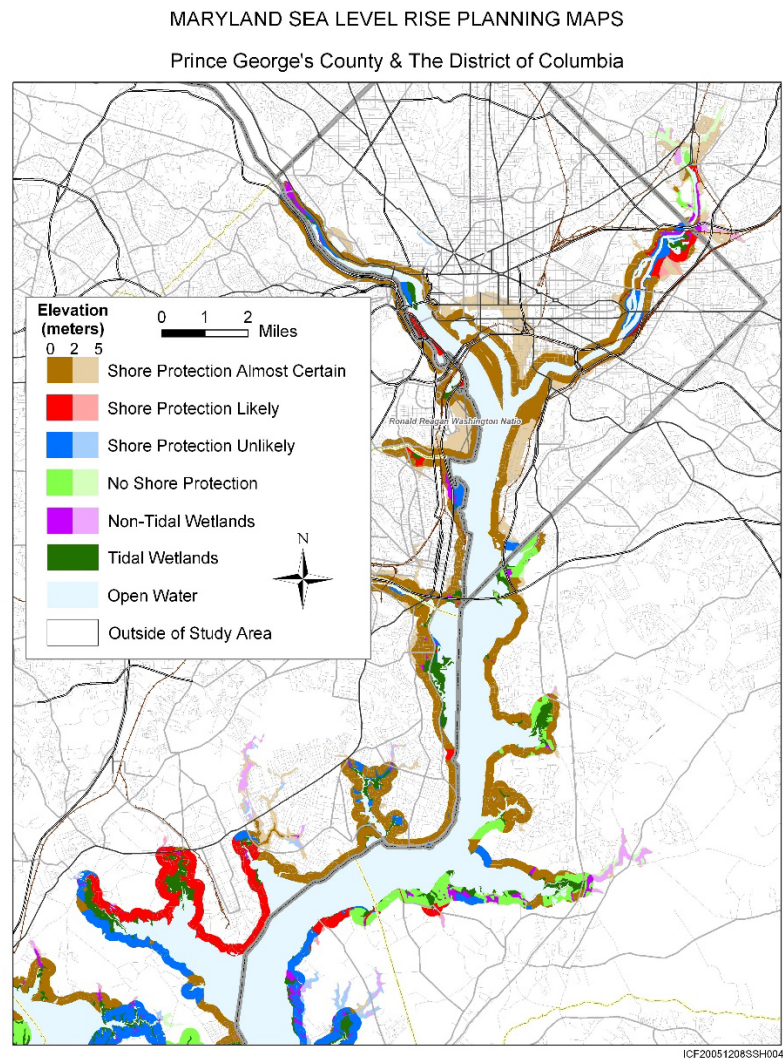 MARYLAND SEA LEVEL RISE PLANNING MAPS
Prince George's County & The District of Columbia
Elevation
(meters)
0 2 5
0 1 2
Miles
Shore Protection Almost Certain
Shore Protection Likely
Shore Protection Unlikely
No Shore Protection
Non-Tidal Wetlands
Tidal Wetlands
Open Water
Outside of Study Area
N
Ronald Reagan Washington Natio
ICF20051208SSH004